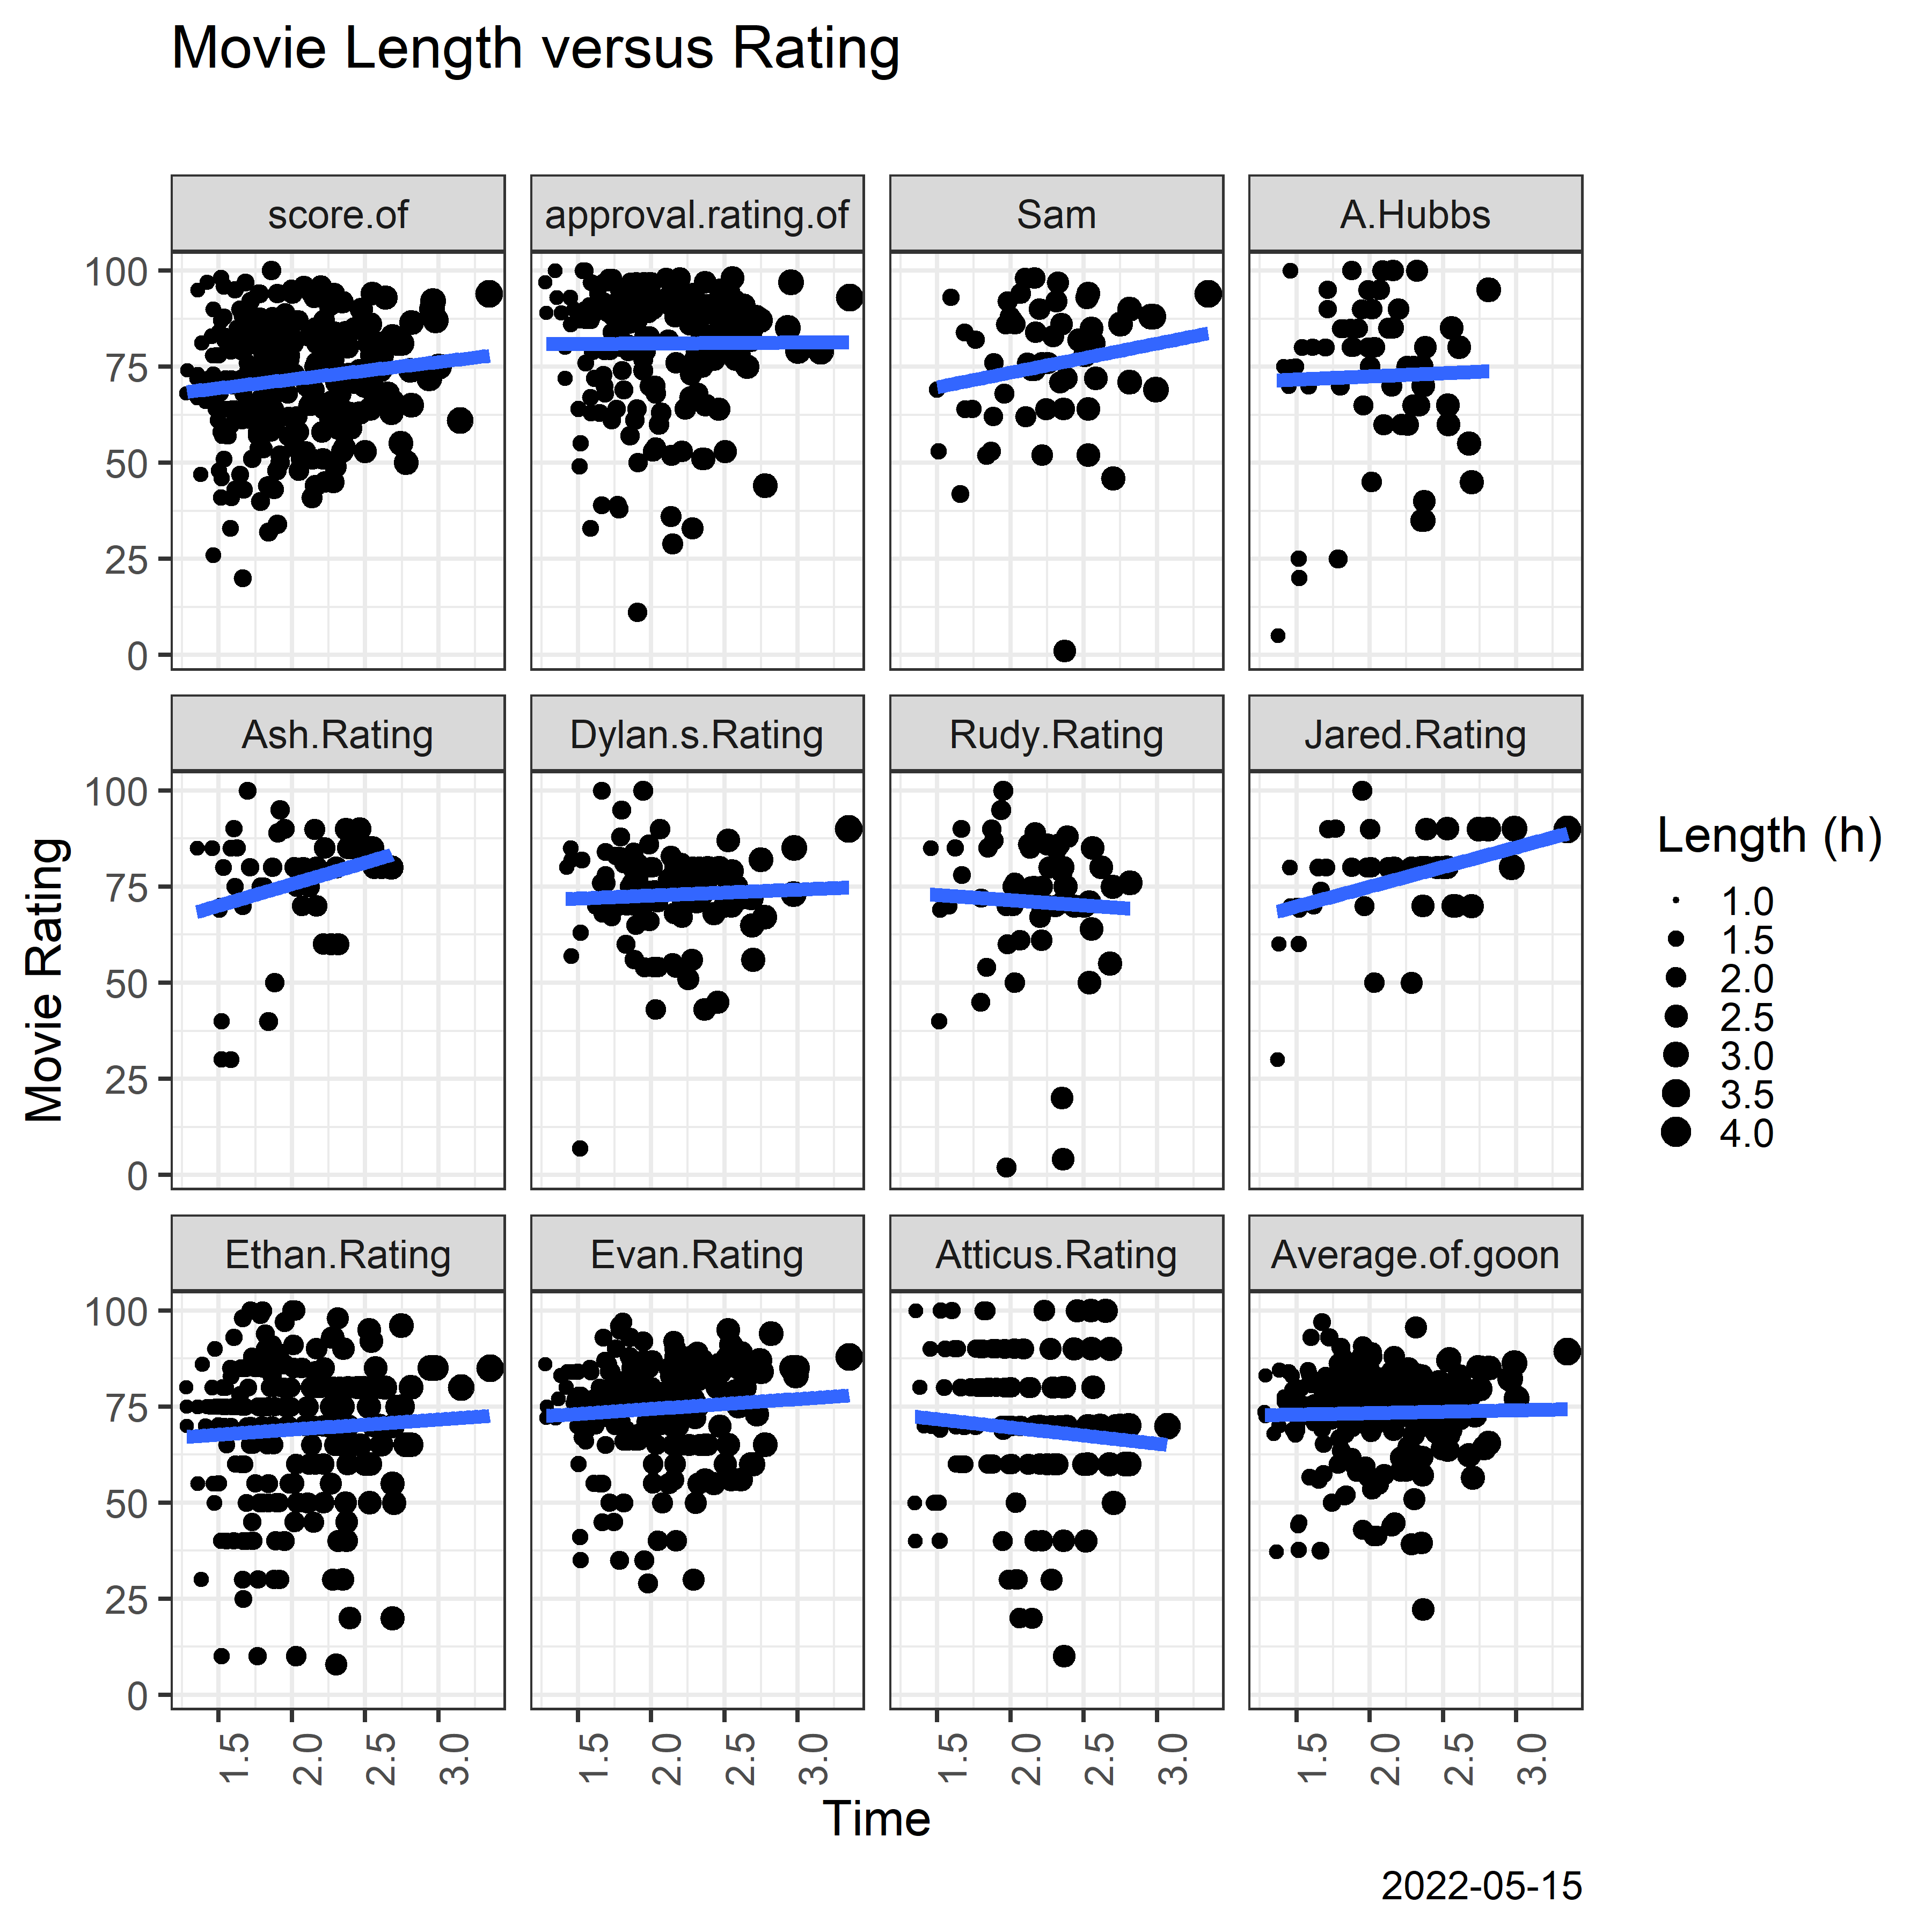 Movie Length versus Rating
score.of
approval.rating.of
Sam
A.Hubbs
100
75
50
25
0
Ash.Rating
Dylan.s.Rating
Rudy.Rating
Jared.Rating
100
75
50
25
0
Ethan.Rating
Evan.Rating
Atticus.Rating
Average.of.goon
100
75
50
25
0
1.5 2.0 2.5 3.0
1.5 2.0 2.5 3.0
1.5 2.0 2.5 3.0
1.5 2.0 2.5 3.0
Movie Rating
Time
Length (h)
1.0
1.5
2.0
2.5
3.0
3.5
4.0
2022-05-15